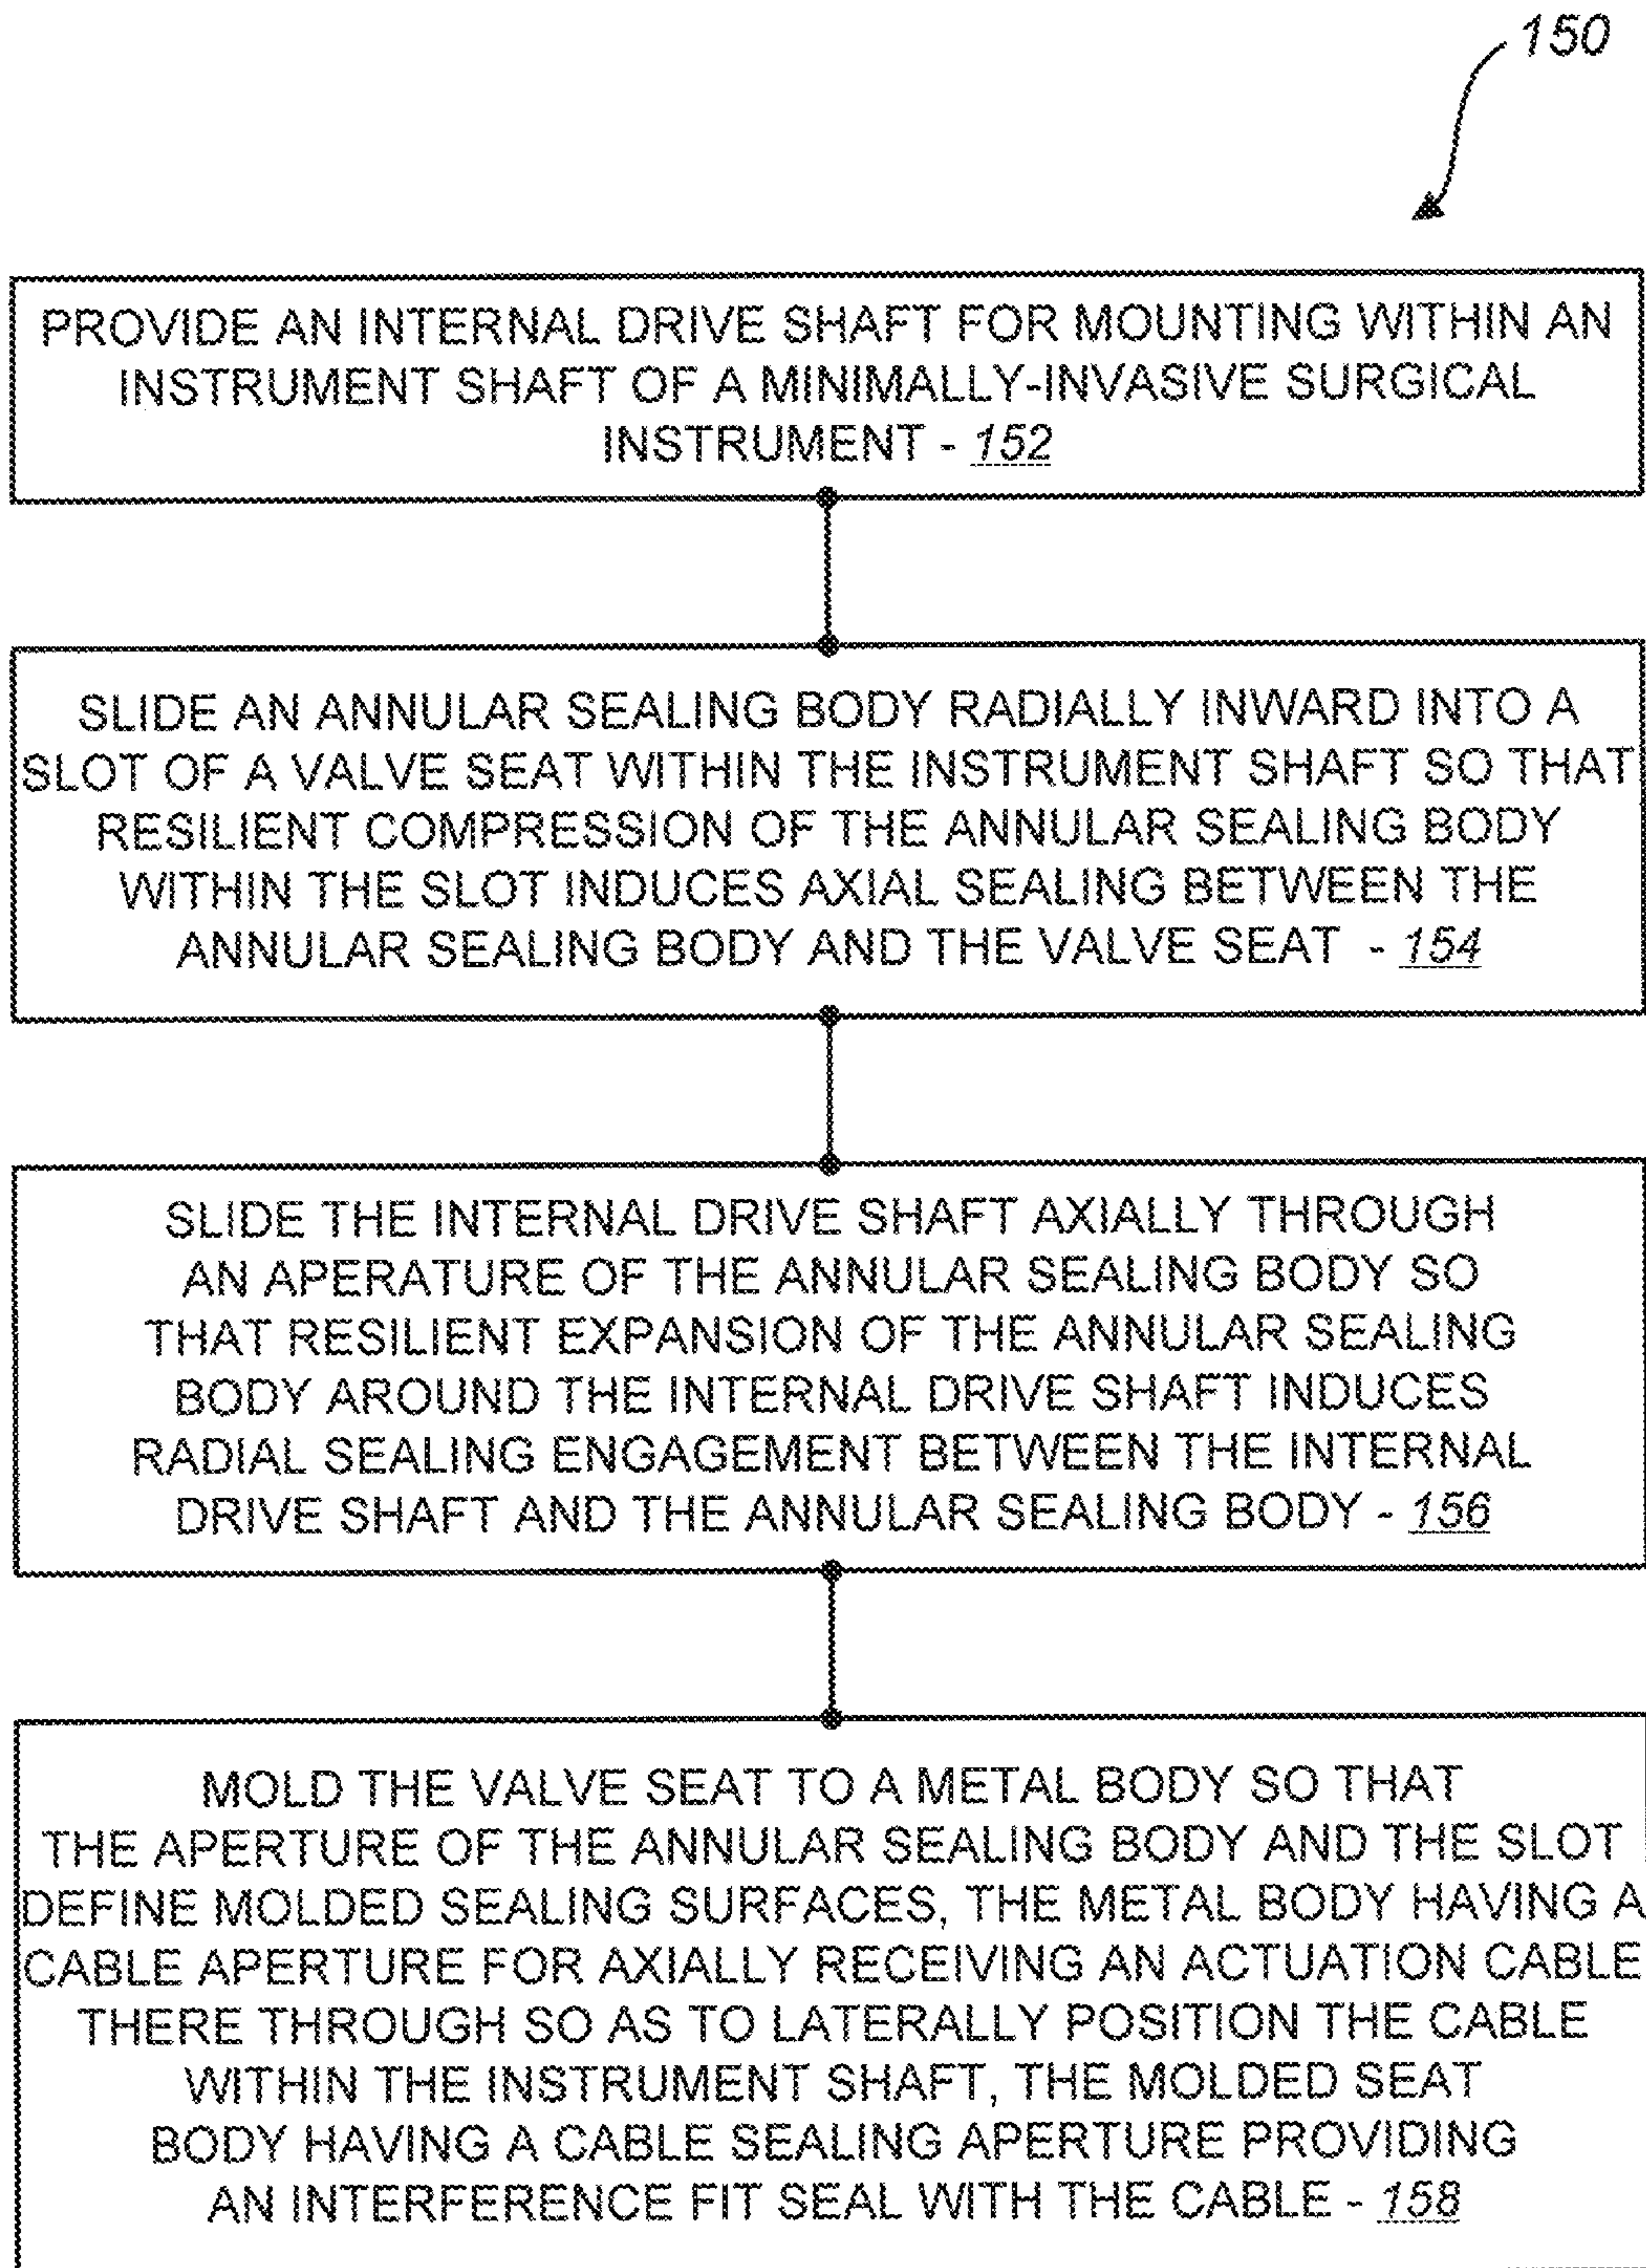 150
PROVIDE AN INTERNAL DRIVE SHAFT FOR MOUNTING WITHIN AN
INSTRUMENT SHAFT OF A MINIMALLY-INVASIVE SURGICAL
INSTRUMENT - 152
SLIDE AN ANNULAR SEALING BODY RADIALLY INWARD INTO A
SLOT OF A VALVE SEAT WITHIN THE INSTRUMENT SHAFT SO THAT
RESILIENT COMPRESSION OF THE ANNULAR SEALING BODY
WITHIN THE SLOT INDUCES AXIAL SEALING BETWEEN THE
ANNULAR SEALING BODY AND THE VALVE SEAT - 154
SLIDE THE INTERNAL DRIVE SHAFT AXIALLY THROUGH
AN APERATURE OF THE ANNULAR SEALING BODY SO
THAT RESILIENT EXPANSION OF THE ANNULAR SEALING
BODY AROUND THE INTERNAL DRIVE SHAFT INDUCES
RADIAL SEALING ENGAGEMENT BETWEEN THE INTERNAL
DRIVE SHAFT AND THE ANNULAR SEALING BODY - 156
MOLD THE VALVE SEAT TO A METAL BODY SO THAT
THE APERTURE OF THE ANNULAR SEALING BODY AND THE SLOT
DEFINE MOLDED SEALING SURFACES, THE METAL BODY HAVING A
CABLE APERTURE FOR AXIALLY RECEIVING AN ACTUATION CABLE
THERE THROUGH SO AS TO LATERALLY POSITION THE CABLE
WITHIN THE INSTRUMENT SHAFT, THE MOLDED SEAT
BODY HAVING A CABLE SEALING APERTURE PROVIDING
AN INTERFERENCE FIT SEAL WITH THE CABLE - 158